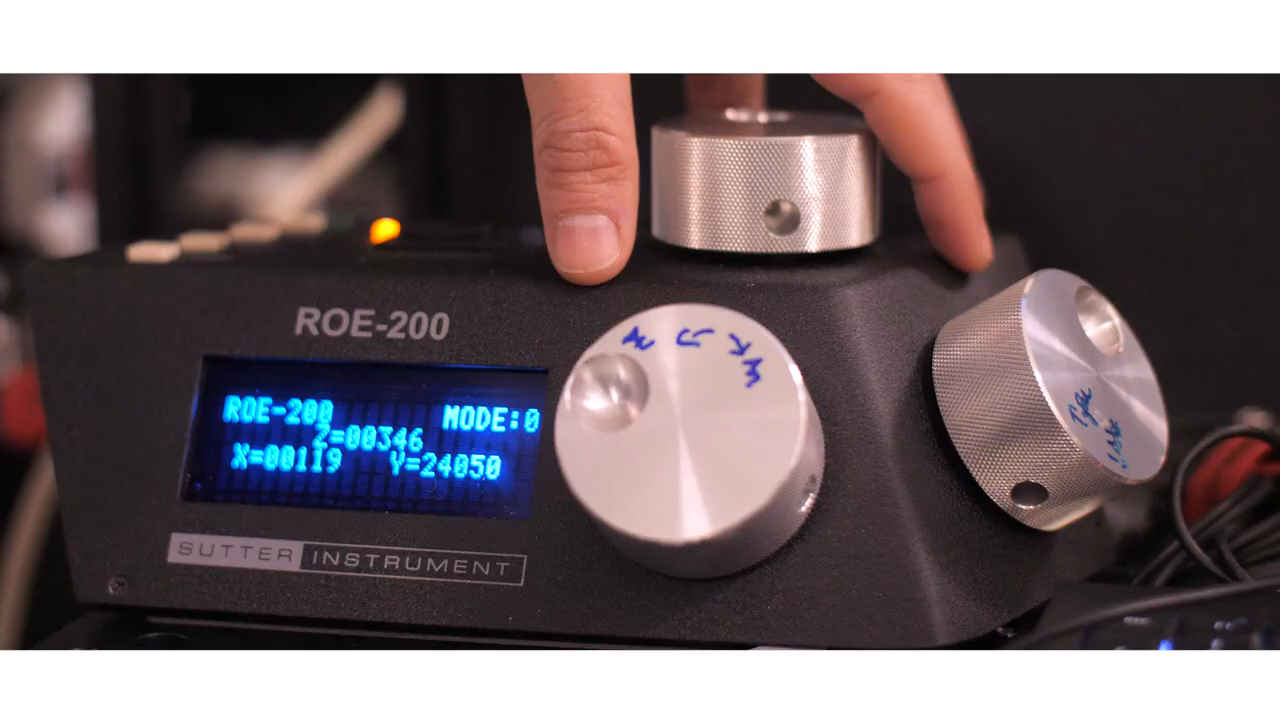 ROE-200
ROE-200 MODE:0
Z=00346
X=00119 Y=24050
SUTTER INSTRUMENT